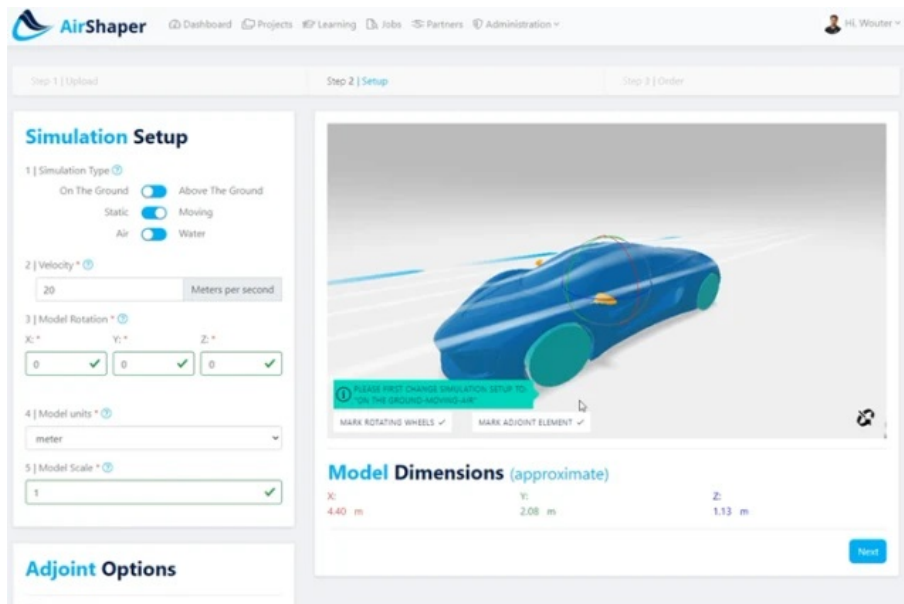 AirShaper
Dashboard Projects Learning Jobs Partners Administration
Hi, Wouter
Step 1 | Upload
Step 2 | Setup
Step 3 | Order
Simulation Setup
1 | Simulation Type
On The Ground Above The Ground
Static Moving
Air Water
2 | Velocity *
20 Meters per second
3 | Model Rotation *
X: * Y: * Z: *
0 0 0
4 | Model units *
meter
5 | Model Scale *
1
Adjoint Options
PLEASE FIRST CHANGE SIMULATION SETUP TO:
"ON THE GROUND-MOVING-AIR"
MARK ROTATING WHEELS ✓ MARK ADJOINT ELEMENT ✓
Model Dimensions (approximate)
X: Y: Z:
4.40 m 2.08 m 1.13 m
Next